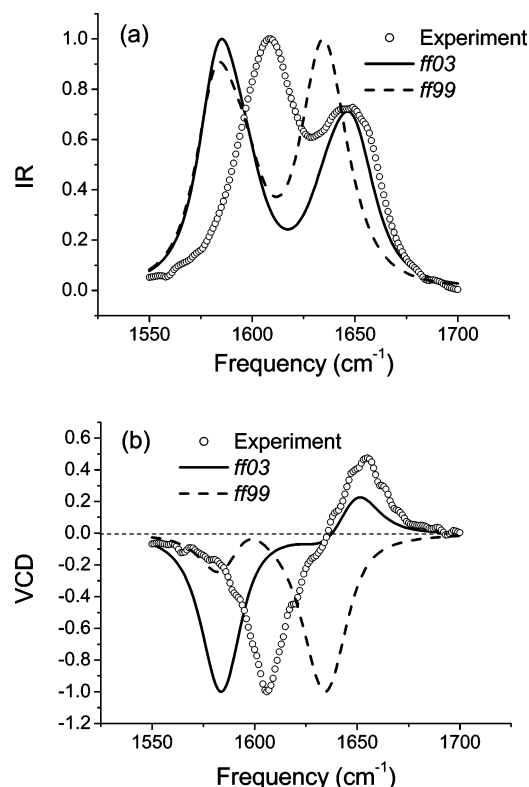 (a)
Experiment
ff03
ff99
IR
1.0
0.8
0.6
0.4
0.2
0.0
1550 1600 1650 1700
Frequency (cm-1)
(b)
Experiment
ff03
ff99
VCD
0.6
0.4
0.2
0.0
-0.2
-0.4
-0.6
-0.8
-1.0
-1.2
1550 1600 1650 1700
Frequency (cm-1)